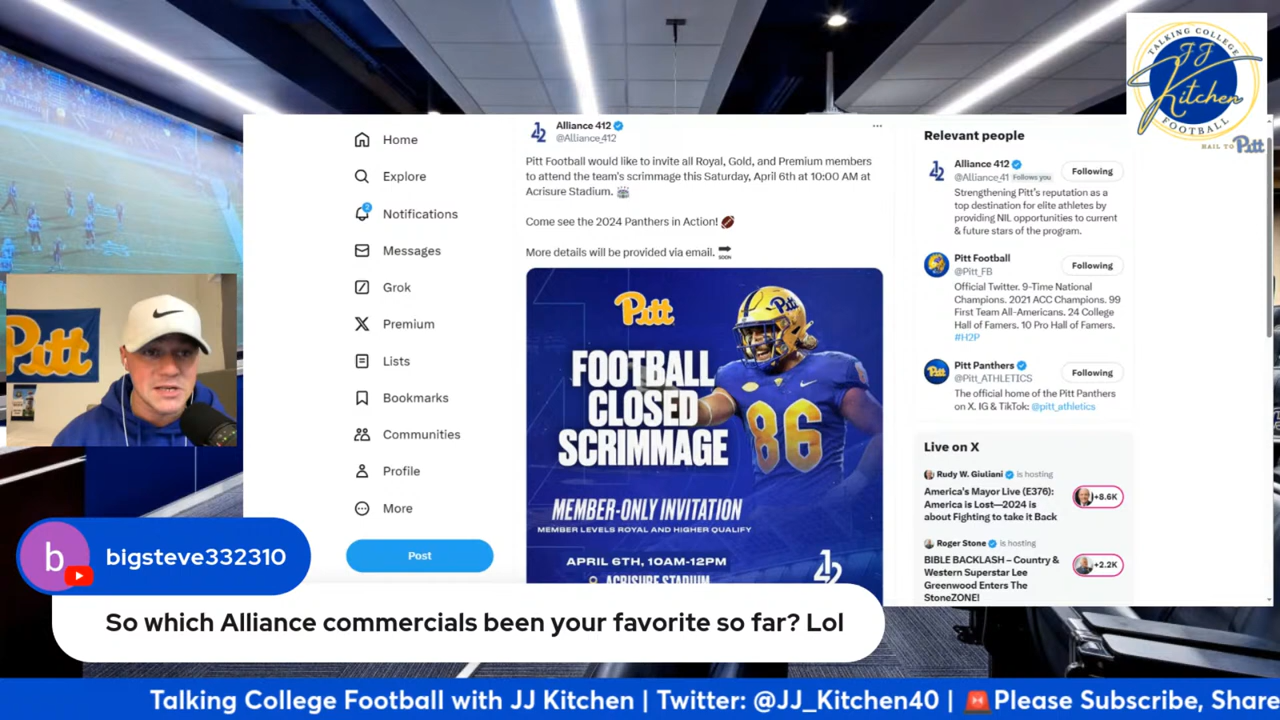 TALKING COLLEGE
JJ
Kitchen
FOOTBALL
HAIL TO Pitt
Home
Explore
2
Notifications
Messages
Grok
Premium
Lists
Bookmarks
Communities
Profile
More
Post
Alliance 412
@Alliance_412
Pitt Football would like to invite all Royal, Gold, and Premium members
to attend the team's scrimmage this Saturday, April 6th at 10:00 AM at
Acrisure Stadium.
Come see the 2024 Panthers in Action!
More details will be provided via email. SOON
Pitt
FOOTBALL
CLOSED
SCRIMMAGE
Pitt
86
MEMBER-ONLY INVITATION
MEMBER LEVELS ROYAL AND HIGHER QUALIFY
APRIL 6TH, 10AM-12PM
ACRISURE STADIUM
412
Relevant people
Alliance 412
@Alliance_41 Follows you
Following
Strengthening Pitt's reputation as a
top destination for elite athletes by
providing NIL opportunities to current
& future stars of the program.
Pitt Football
@Pitt_FB
Following
Official Twitter. 9-Time National
Champions. 2021 ACC Champions. 99
First Team All-Americans. 24 College
Hall of Famers. 10 Pro Hall of Famers.
#H2P
Pitt Panthers
@Pitt_ATHLETICS
Following
The official home of the Pitt Panthers
on X. IG & TikTok: @pitt_athletics
Live on X
Rudy W. Giuliani is hosting
America's Mayor Live (E376):
America is Lost—2024 is
about Fighting to take it Back
+8.6K
Roger Stone is hosting
BIBLE BACKLASH – Country &
Western Superstar Lee
Greenwood Enters The
StoneZONE!
+2.2K
Pitt
b
bigsteve332310
So which Alliance commercials been your favorite so far? Lol
Talking College Football with JJ Kitchen | Twitter: @JJ_Kitchen40 | 🚨Please Subscribe, Share